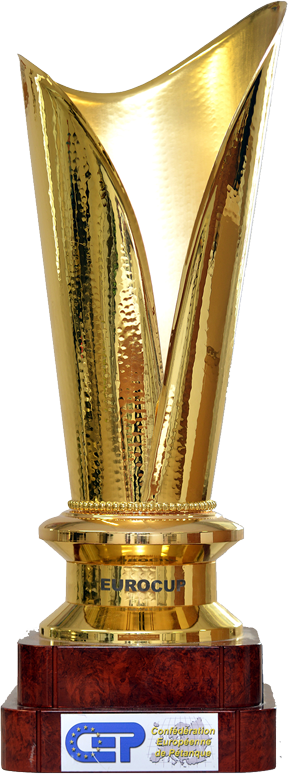 EUROCUP
CEP
Confédération
Européenne
de Pétanque